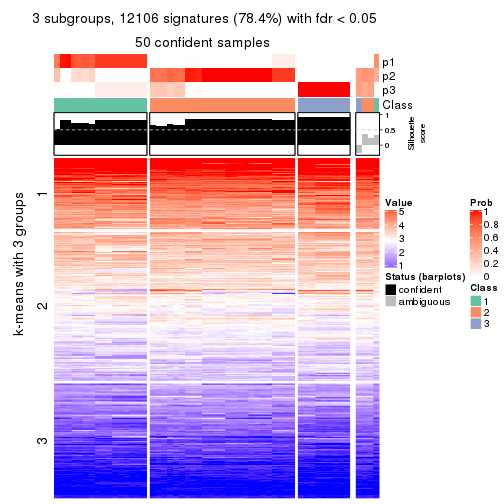 3 subgroups, 12106 signatures (78.4%) with fdr < 0.05
50 confident samples
p1
p2
p3
Class
1
0.5
0
Silhouette
score
k-means with 3 groups
1
2
3
Value
5
4
3
2
1
Status (barplots)
confident
ambiguous
Prob
1
0.8
0.6
0.4
0.2
0
Class
1
2
3